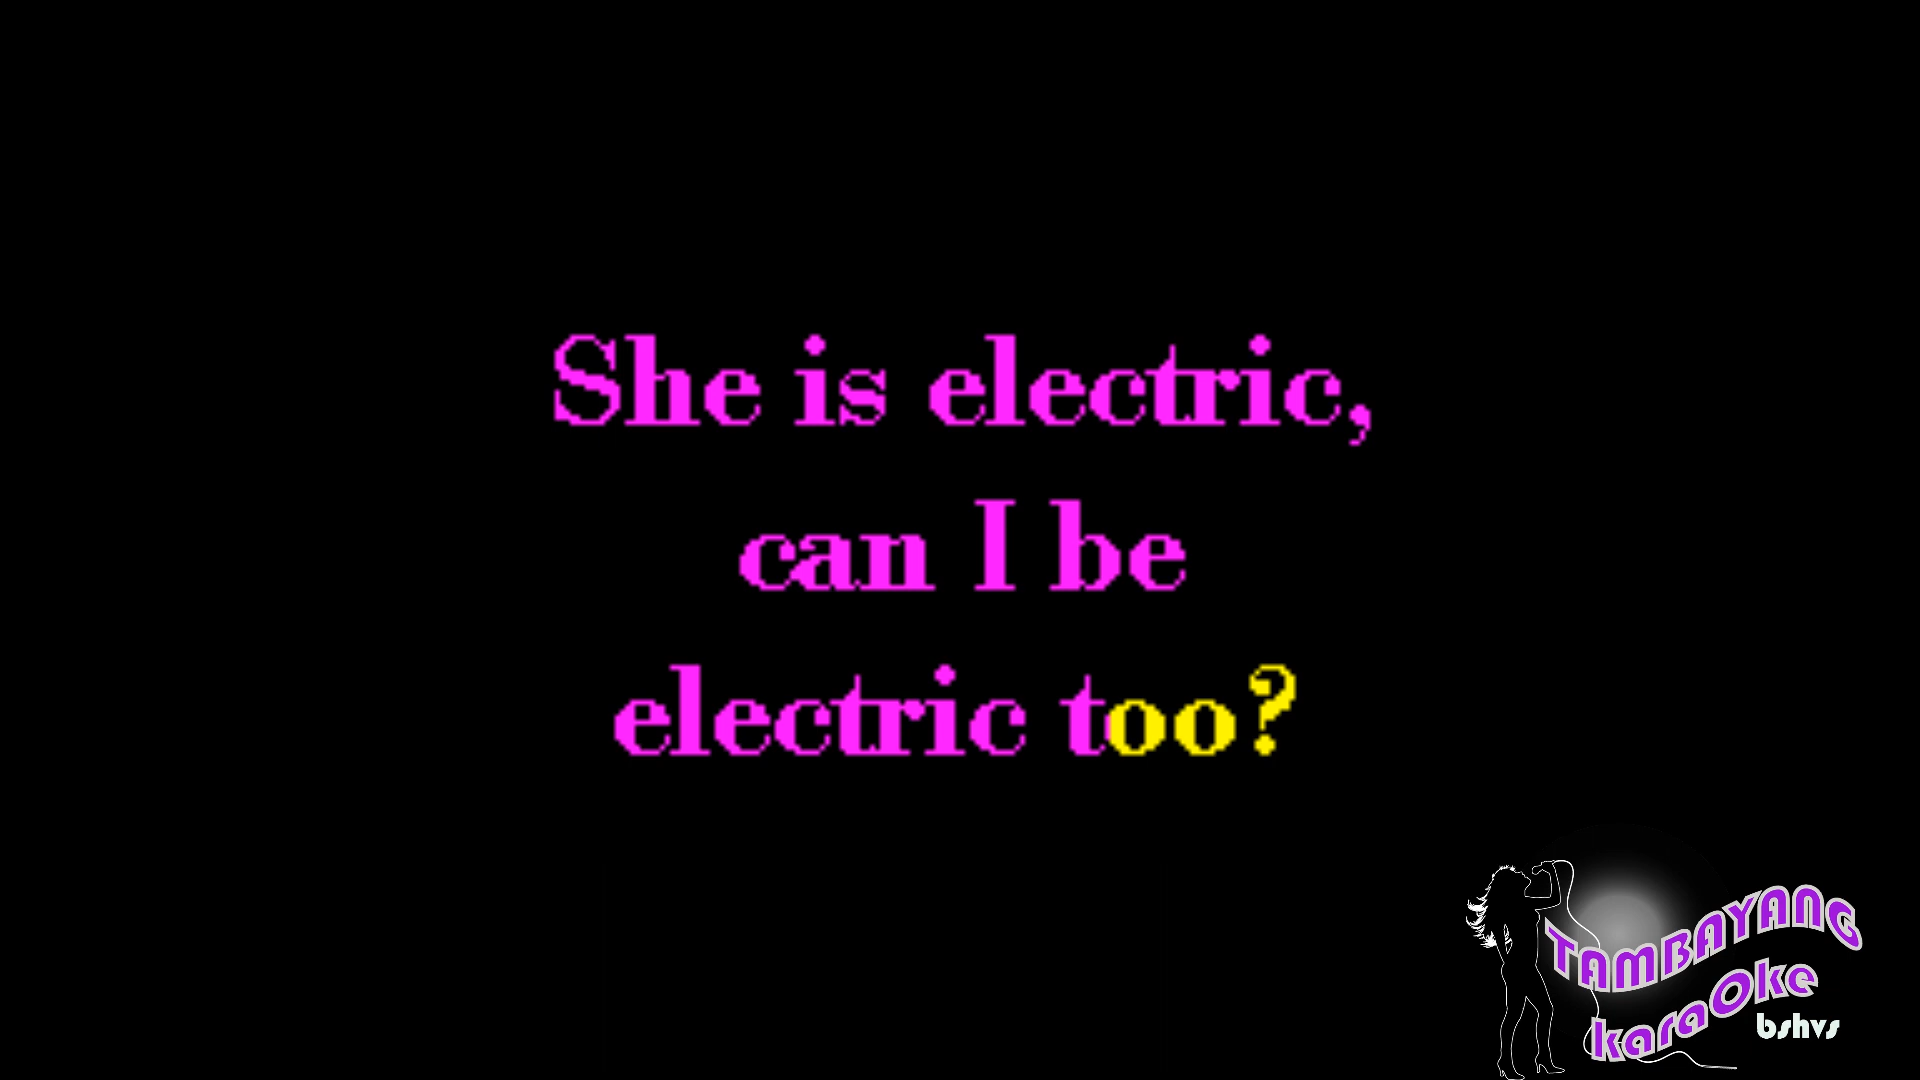 She is electric,
can I be
electric too?
TAMBAYANG
karaOke
bshvs